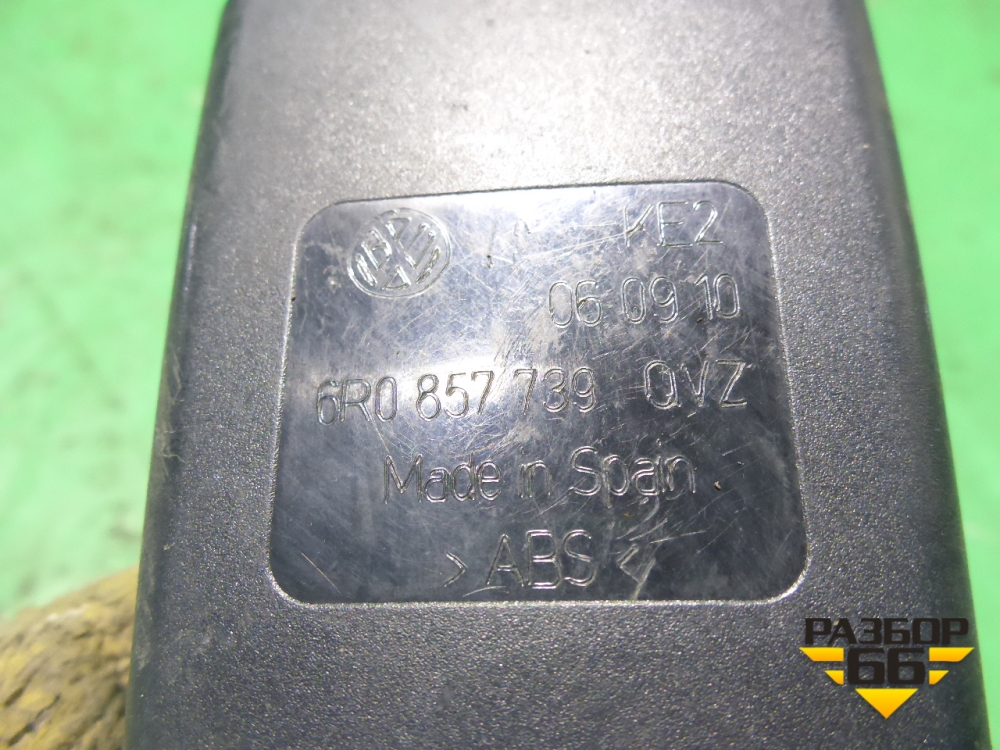 KE2
06 09 10
6R0 857 739 QVZ
Made in Spain
>ABS<
РАЗБОР
66